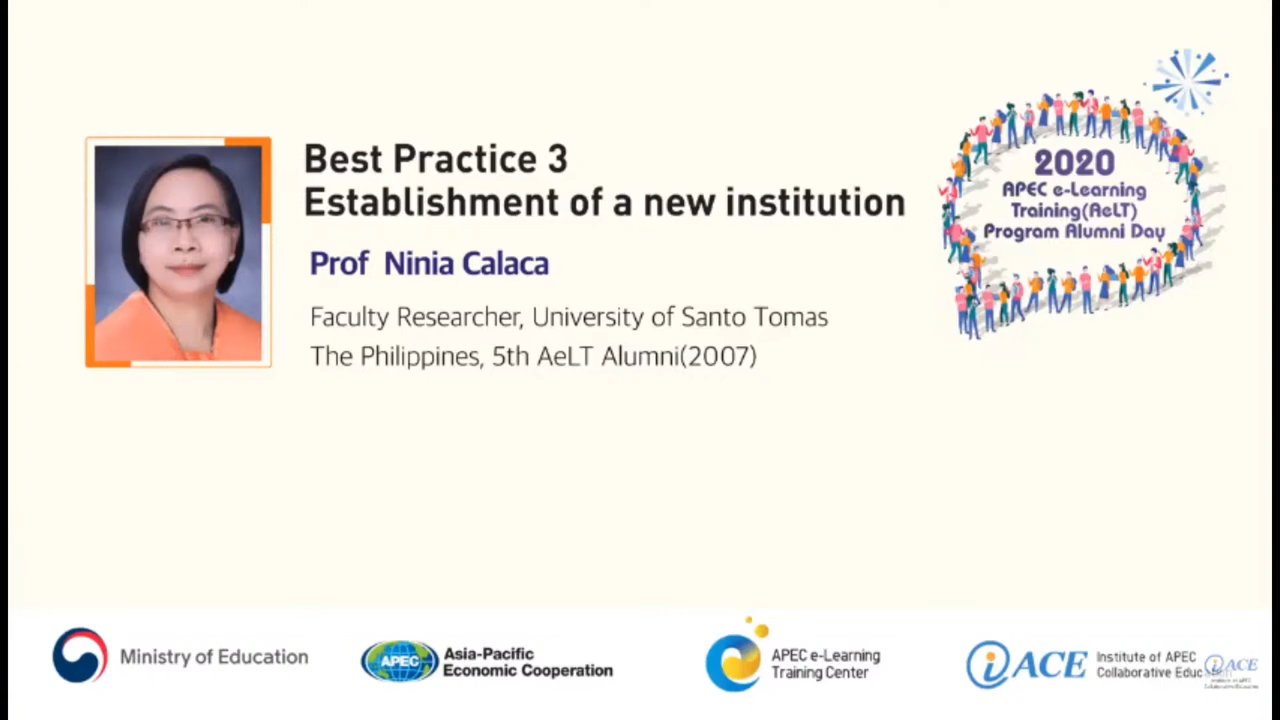 Best Practice 3
Establishment of a new institution
Prof Ninia Calaca
Faculty Researcher, University of Santo Tomas
The Philippines, 5th AeLT Alumni(2007)
2020
APEC e-Learning
Training(AeLT)
Program Alumni Day
Ministry of Education
APEC
Asia-Pacific
Economic Cooperation
APEC e-Learning
Training Center
iACE
Institute of APEC
Collaborative Education
iACE